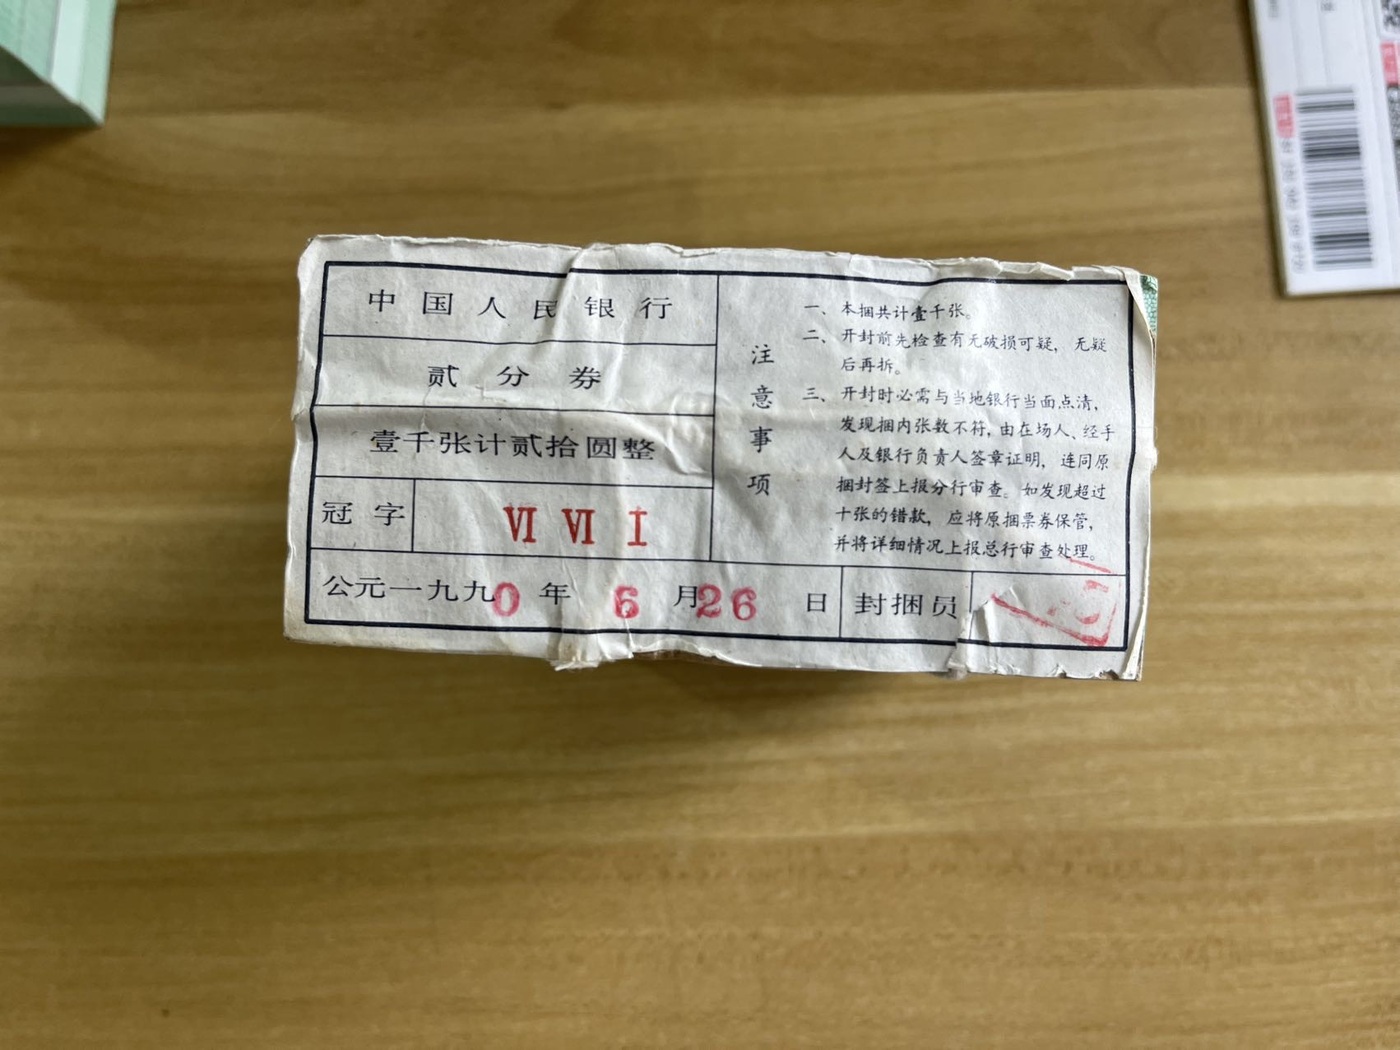 中国人民银行
贰分券
壹千张计贰拾圆整
冠字 Ⅵ Ⅶ Ⅰ
公元一九九0年6月26日 封捆员
注意事项
一、本捆共计壹千张。
二、开封前先检查有无破损可疑，无疑
后再拆。
三、开封时必需与当地银行当面点清，
发现捆内张数不符，由在场人、经手
人及银行负责人签章证明，连同原
捆封签上报分行审查。如发现超过
十张的错款，应将原捆票券保管，
并将详细情况上报总行审查处理。